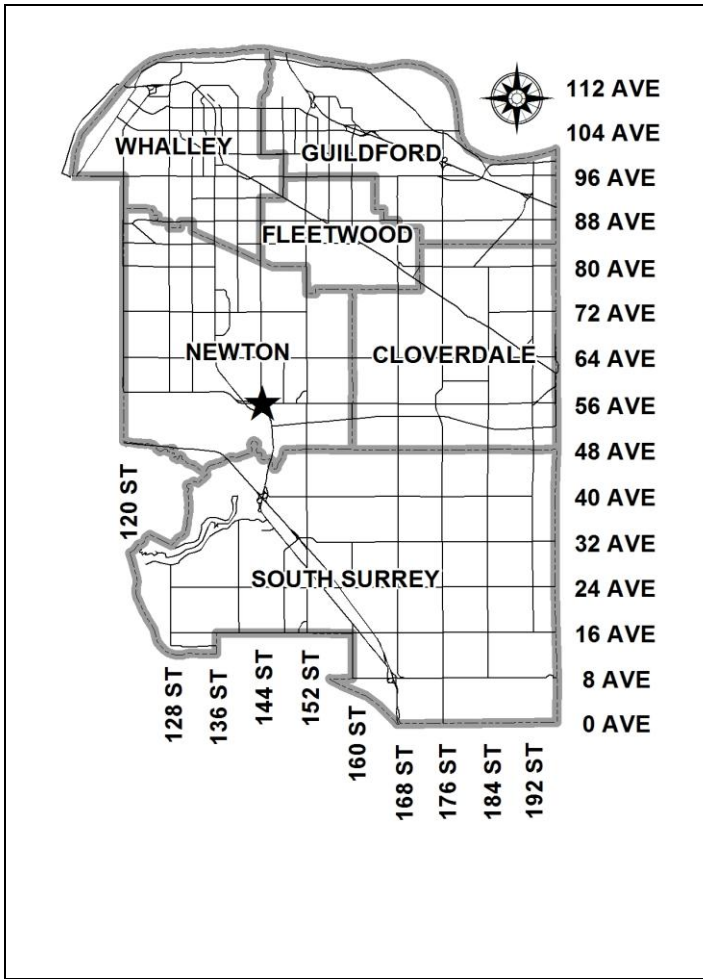 112 AVE
104 AVE
WHALLEY
GUILDFORD
96 AVE
88 AVE
FLEETWOOD
80 AVE
72 AVE
NEWTON
CLOVERDALE
64 AVE
56 AVE
48 AVE
120 ST
40 AVE
32 AVE
SOUTH SURREY
24 AVE
16 AVE
8 AVE
0 AVE
128 ST
136 ST
144 ST
152 ST
160 ST
168 ST
176 ST
184 ST
192 ST